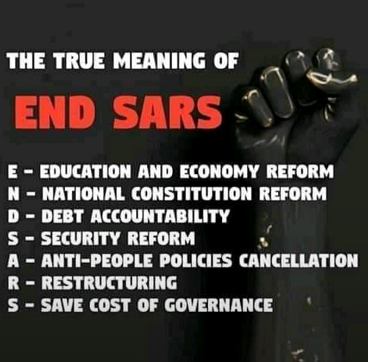 THE TRUE MEANING OF
END SARS
E - EDUCATION AND ECONOMY REFORM
N - NATIONAL CONSTITUTION REFORM
D - DEBT ACCOUNTABILITY
S - SECURITY REFORM
A - ANTI-PEOPLE POLICIES CANCELLATION
R - RESTRUCTURING
S - SAVE COST OF GOVERNANCE